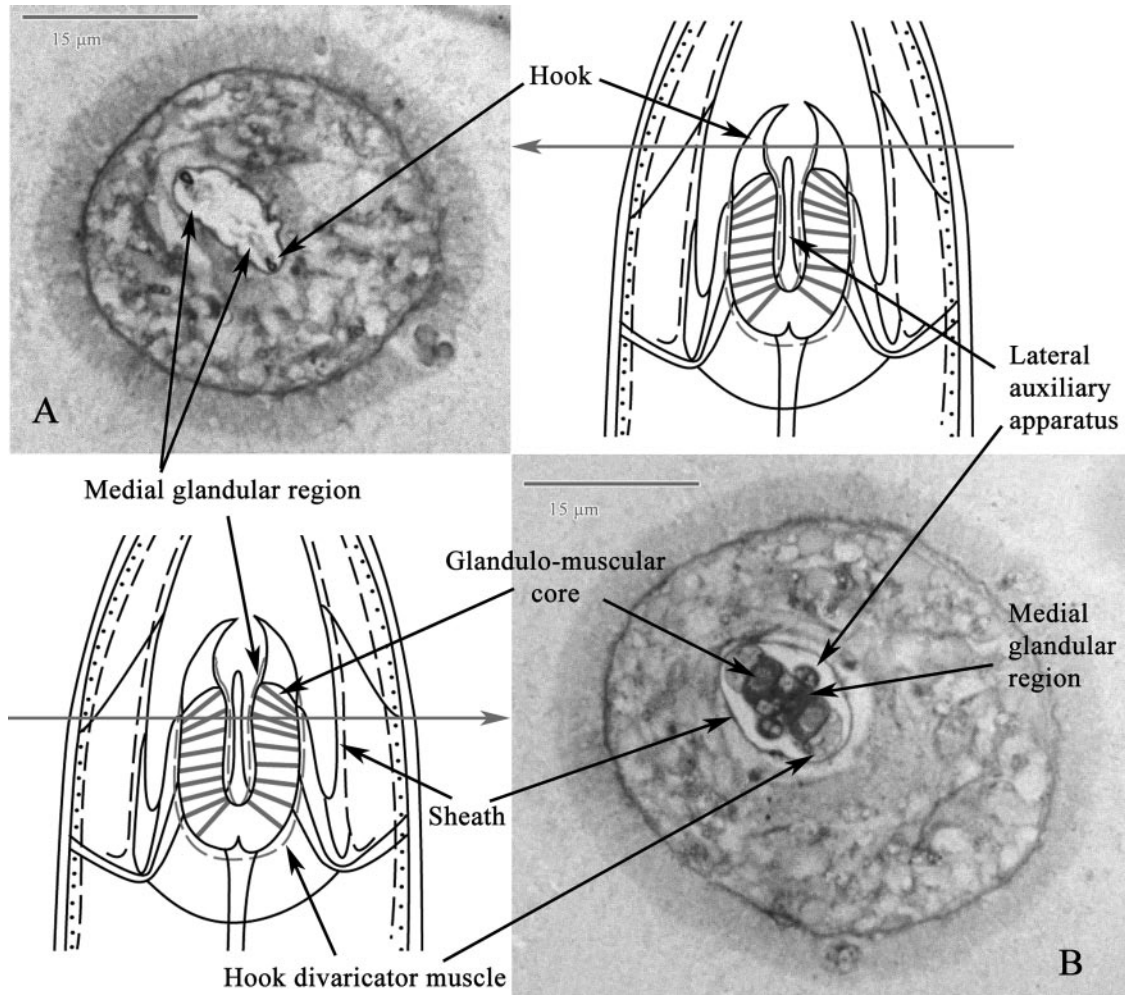 15 μm
Hook
A
Lateral
auxiliary
apparatus
Medial glandular region
15 μm
Glandulo-muscular
core
Medial
glandular
region
Sheath
Hook divaricator muscle
B